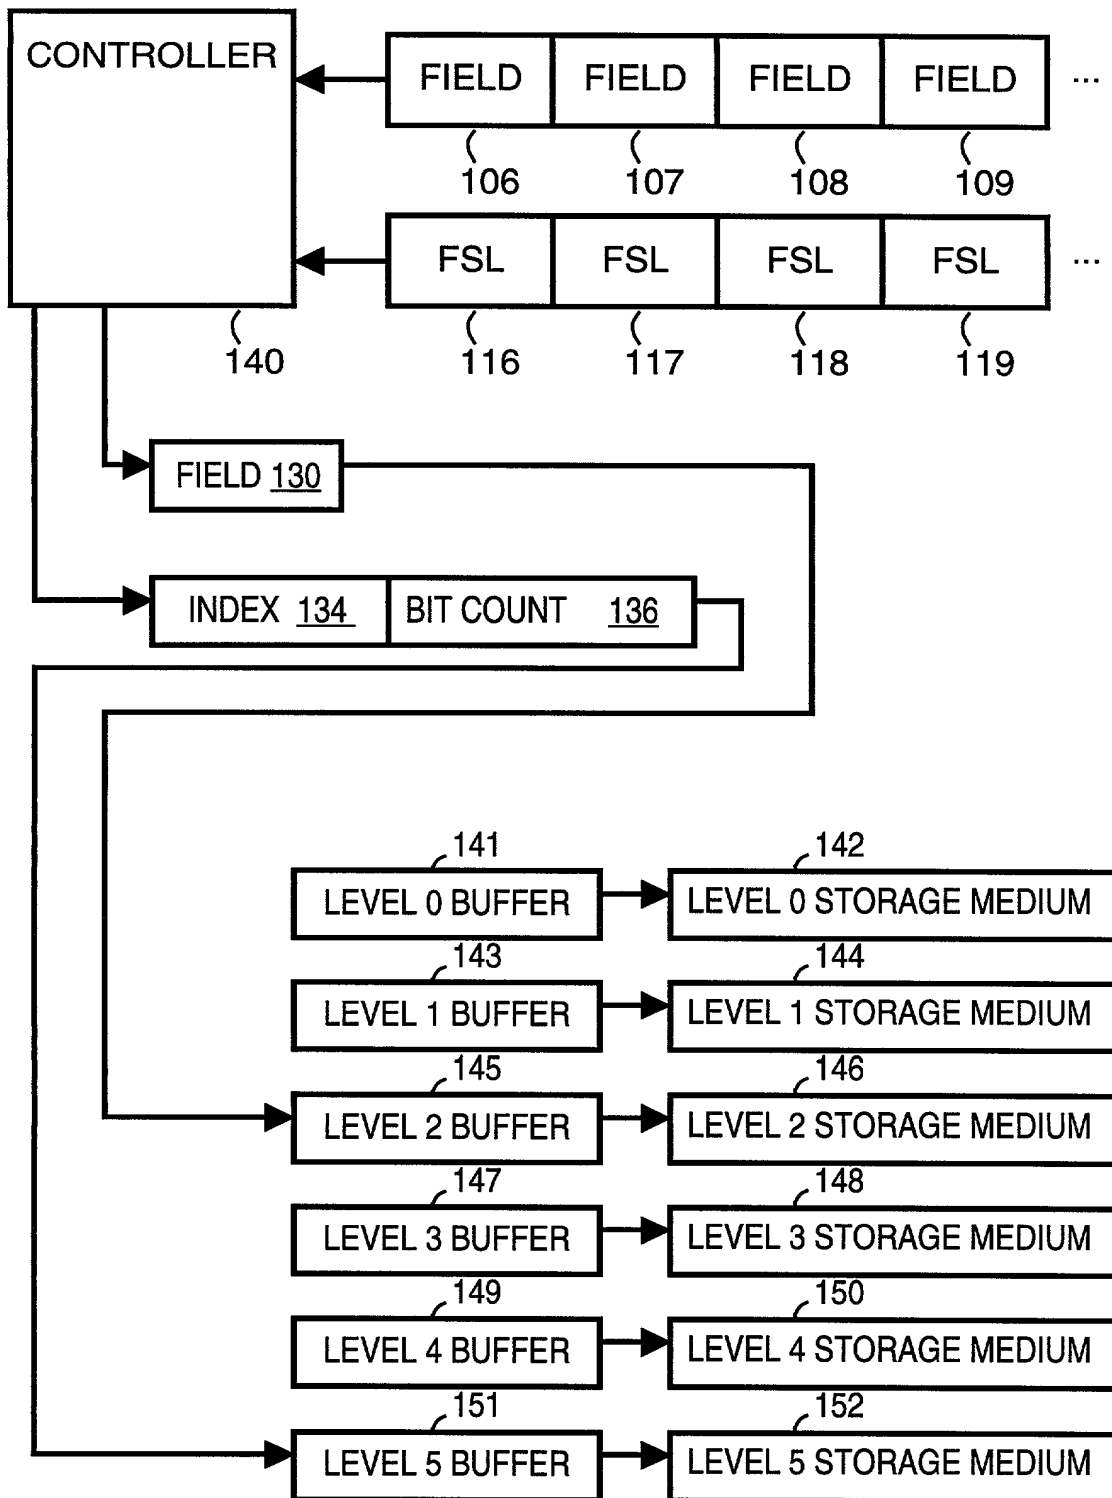 CONTROLLER
FIELD FIELD FIELD FIELD ...
106 107 108 109
FSL FSL FSL FSL ...
140 116 117 118 119
FIELD 130
INDEX 134 BIT COUNT 136
141 142
LEVEL 0 BUFFER LEVEL 0 STORAGE MEDIUM
143 144
LEVEL 1 BUFFER LEVEL 1 STORAGE MEDIUM
145 146
LEVEL 2 BUFFER LEVEL 2 STORAGE MEDIUM
147 148
LEVEL 3 BUFFER LEVEL 3 STORAGE MEDIUM
149 150
LEVEL 4 BUFFER LEVEL 4 STORAGE MEDIUM
151 152
LEVEL 5 BUFFER LEVEL 5 STORAGE MEDIUM